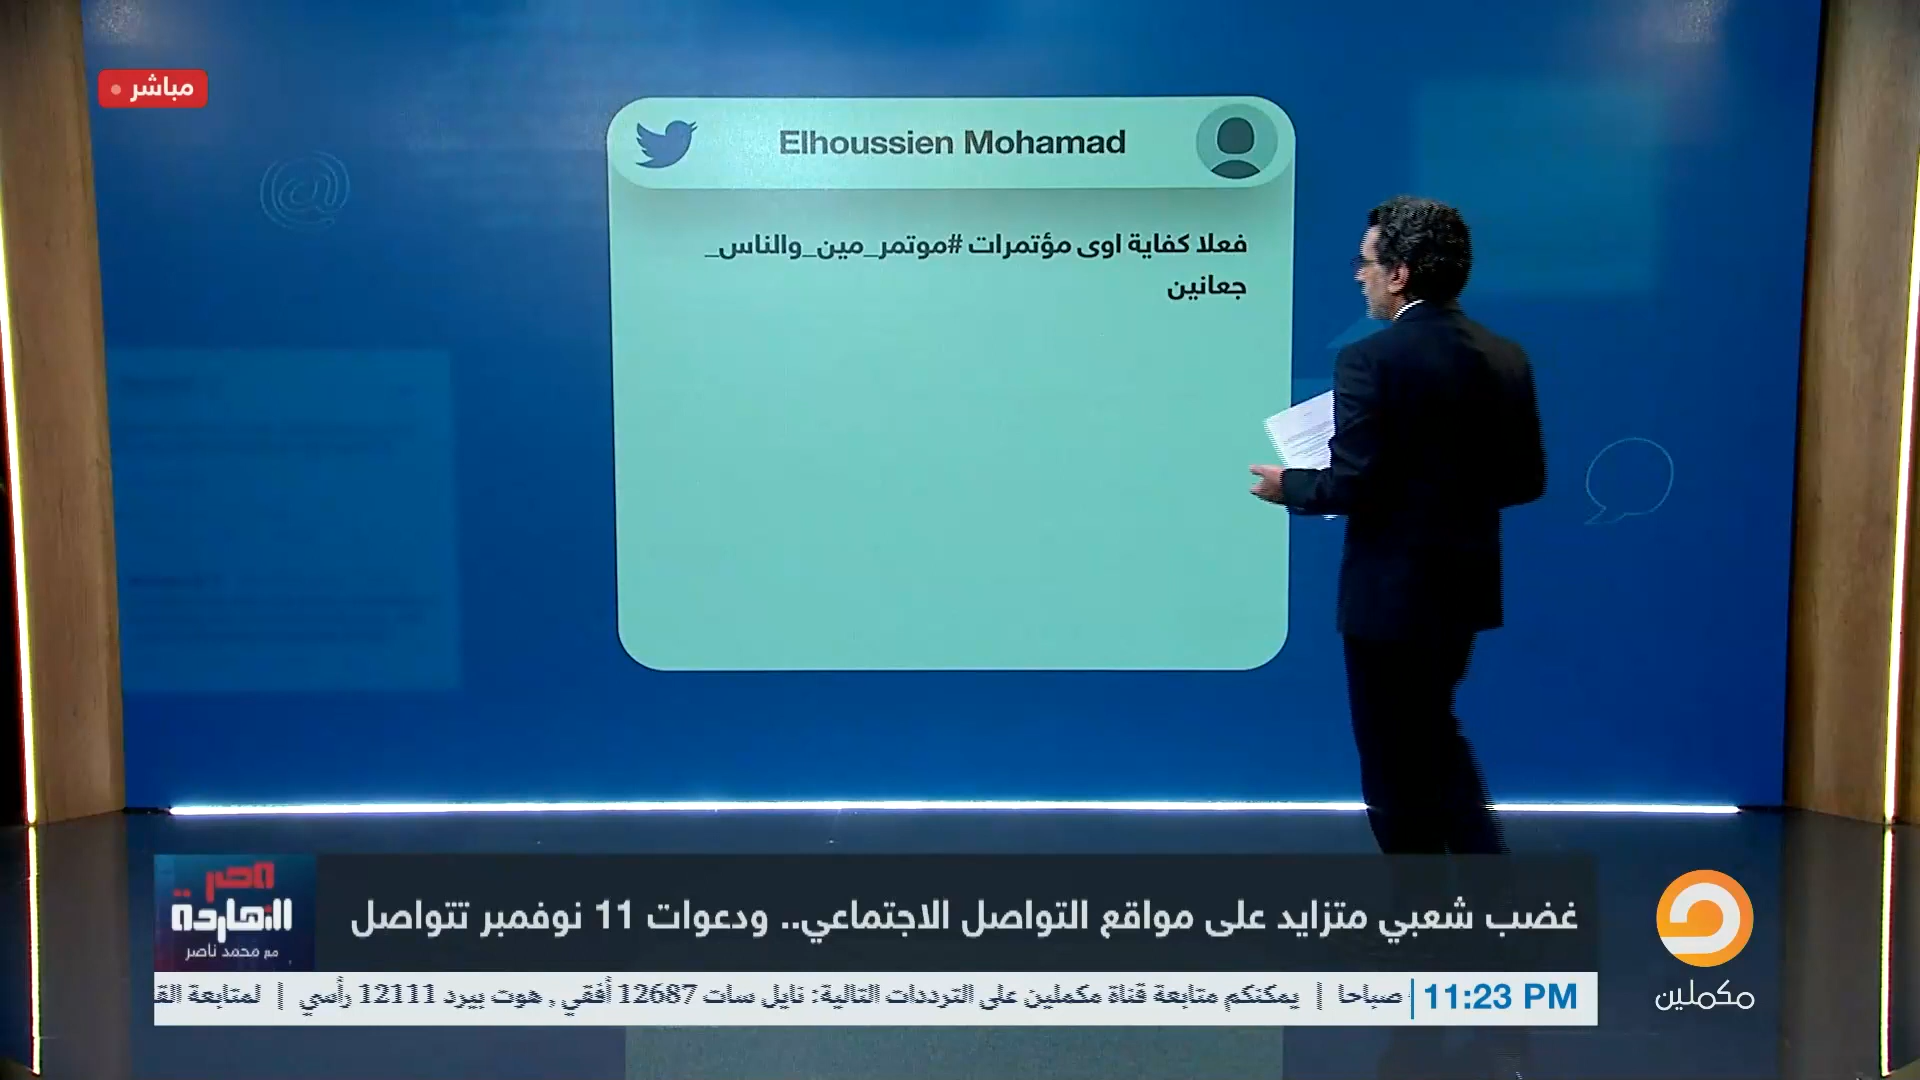 مباشر
Elhoussien Mohamad
فعلا كفاية اوى مؤتمرات #موتمر_مين_والناس_
جعانين
غضب شعبي متزايد على مواقع التواصل الاجتماعي.. ودعوات 11 نوفمبر تتواصل
مصر
النهاردة
مع محمد ناصر
11:23 PM
صباحا | يمكنكم متابعة قناة مكملين على الترددات التالية: نايل سات 12687 أفقي , هوت بيرد 12111 رأسي | لمتابعة الق
مكملين